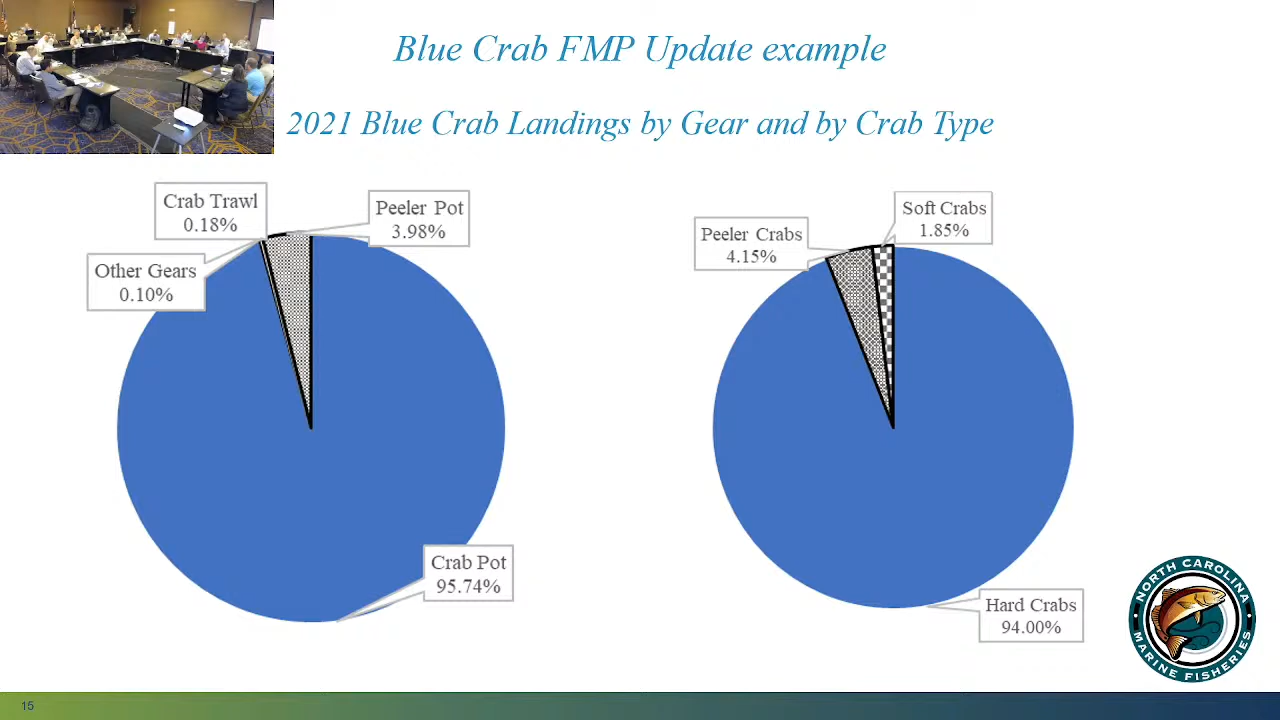 Blue Crab FMP Update example
2021 Blue Crab Landings by Gear and by Crab Type
Crab Trawl
0.18%
Peeler Pot
3.98%
Other Gears
0.10%
Crab Pot
95.74%
Soft Crabs
1.85%
Peeler Crabs
4.15%
Hard Crabs
94.00%
NORTH CAROLINA
MARINE FISHERIES
15